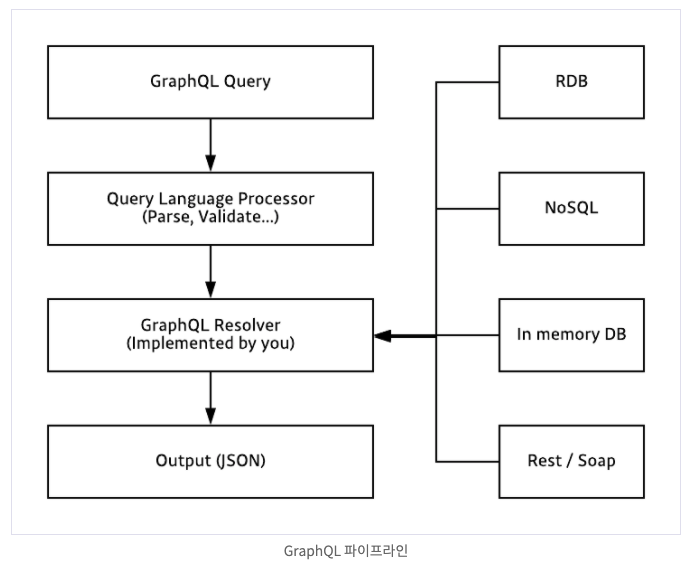 GraphQL Query
Query Language Processor
(Parse, Validate...)
GraphQL Resolver
(Implemented by you)
Output (JSON)
RDB
NoSQL
In memory DB
Rest / Soap
GraphQL 파이프라인